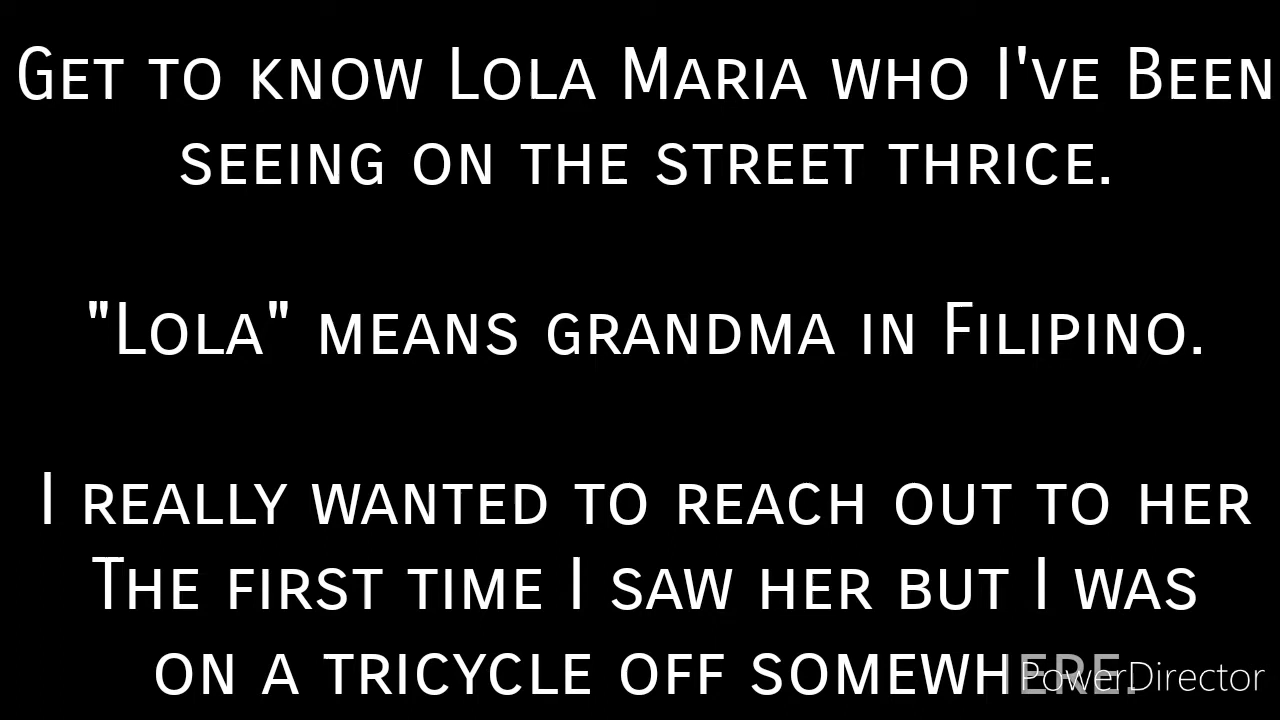 Get to know Lola Maria who I've Been
seeing on the street thrice.
"Lola" means grandma in Filipino.
I really wanted to reach out to her
The first time I saw her but I was
on a tricycle off somewhere.
PowerDirector